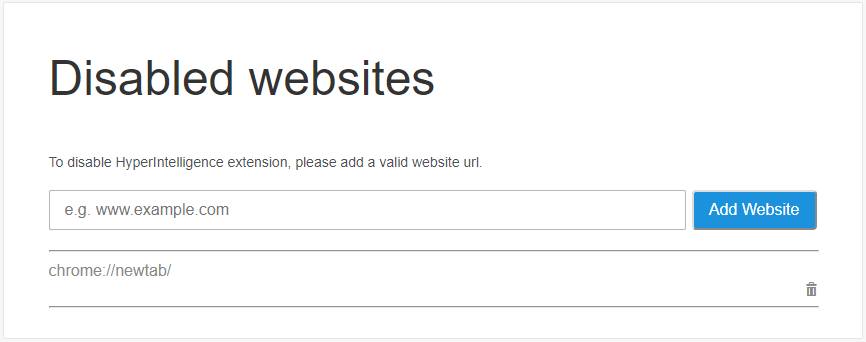 Disabled websites
To disable HyperIntelligence extension, please add a valid website url.
e.g. www.example.com
Add Website
chrome://newtab/